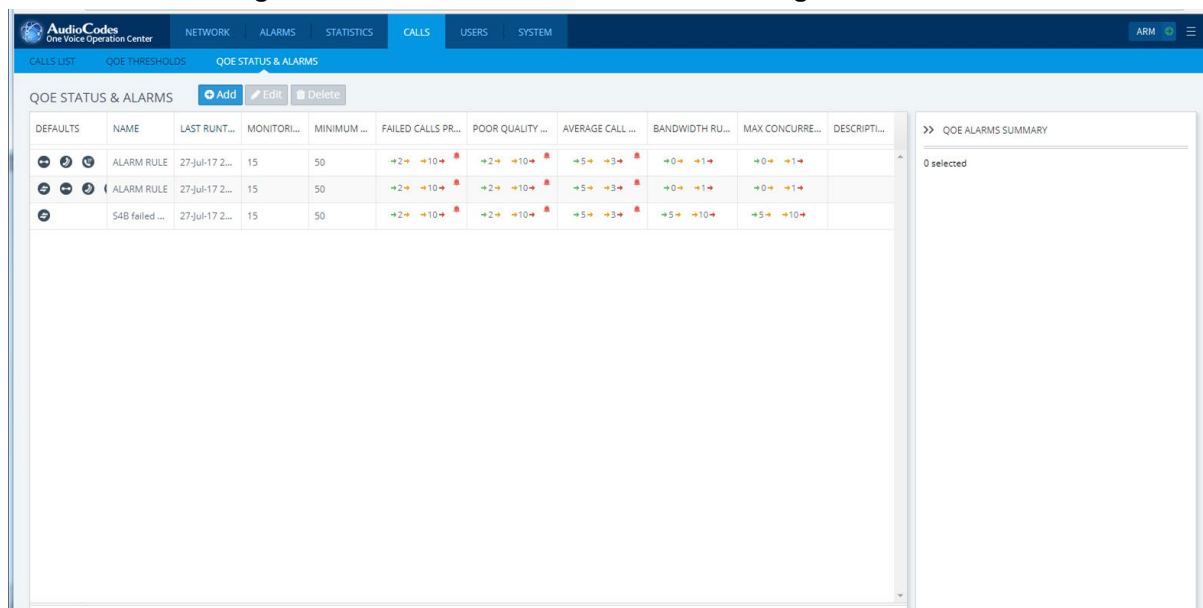 AudioCodes
One Voice Operation Center
NETWORK ALARMS STATISTICS CALLS USERS SYSTEM ARM
CALLS LIST QOE THRESHOLDS QOE STATUS & ALARMS
QOE STATUS & ALARMS Add Edit Delete
DEFAULTS NAME LAST RUNT... MONITORI... MINIMUM ... FAILED CALLS PR... POOR QUALITY ... AVERAGE CALL ... BANDWIDTH RU... MAX CONCURRE... DESCRIPTI... >> QOE ALARMS SUMMARY
ALARM RULE 27-Jul-17 2... 15 50 →2→ →10→ →2→ →10→ →5→ →3→ →0→ →1→ →0→ →1→ 0 selected
ALARM RULE 27-Jul-17 2... 15 50 →2→ →10→ →2→ →10→ →5→ →3→ →0→ →1→ →0→ →1→
S4B failed ... 27-Jul-17 2... 15 50 →2→ →10→ →2→ →10→ →5→ →3→ →5→ →10→ →5→ →10→